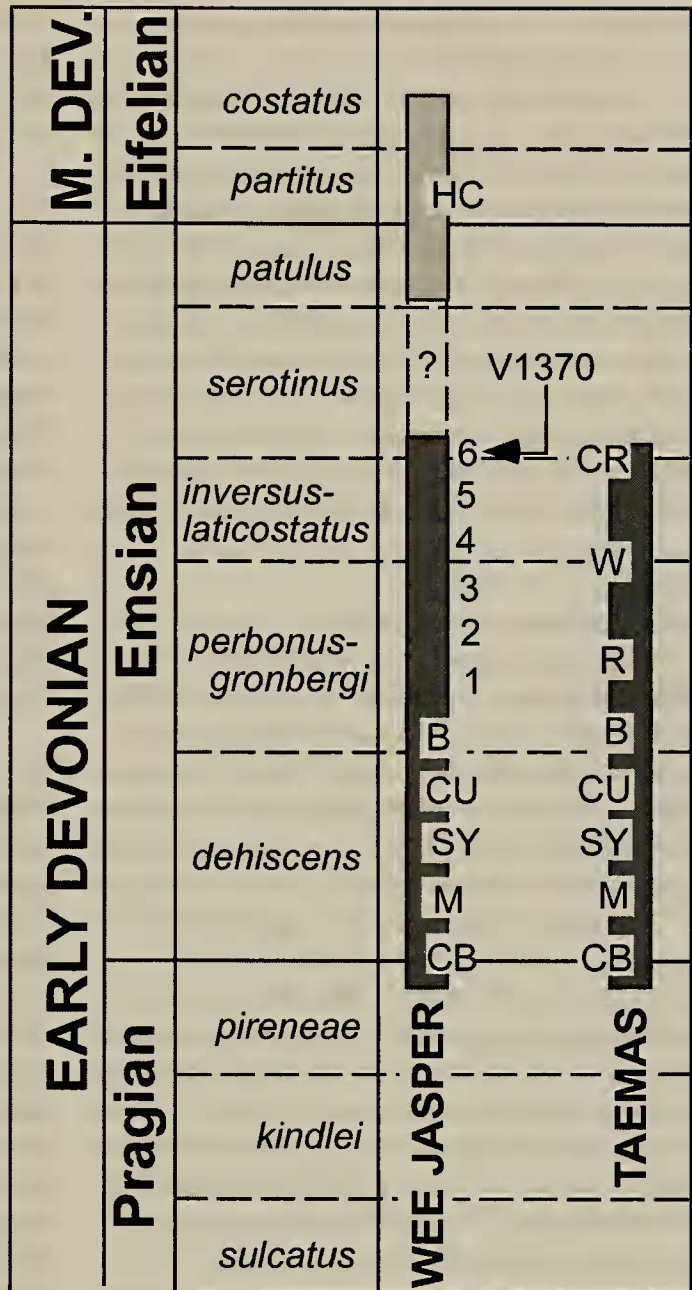 M. DEV.
EARLY DEVONIAN
Eifelian
Emsian
Pragian
costatus
partitus
patulus
serotinus
inversus-
laticostatus
perbonus-
gronbergi
dehiscens
pireneae
kindlei
sulcatus
HC
?
V1370
6
5
4
3
2
1
B
CU
SY
M
CB
WEE JASPER
CR
W
R
B
CU
SY
M
CB
TAEMAS